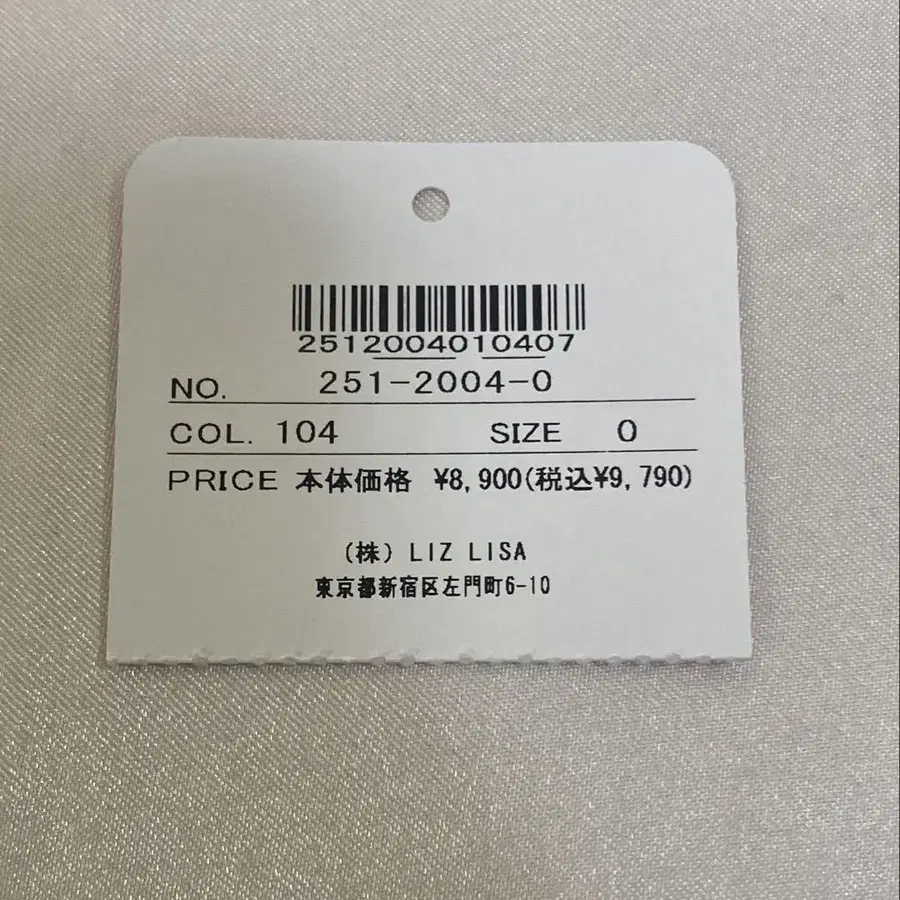 2512004010407
NO. 251-2004-0
COL. 104 SIZE 0
PRICE 本体価格 ¥8,900(税込¥9,790)
(株) LIZ LISA
東京都新宿区左門町6-10